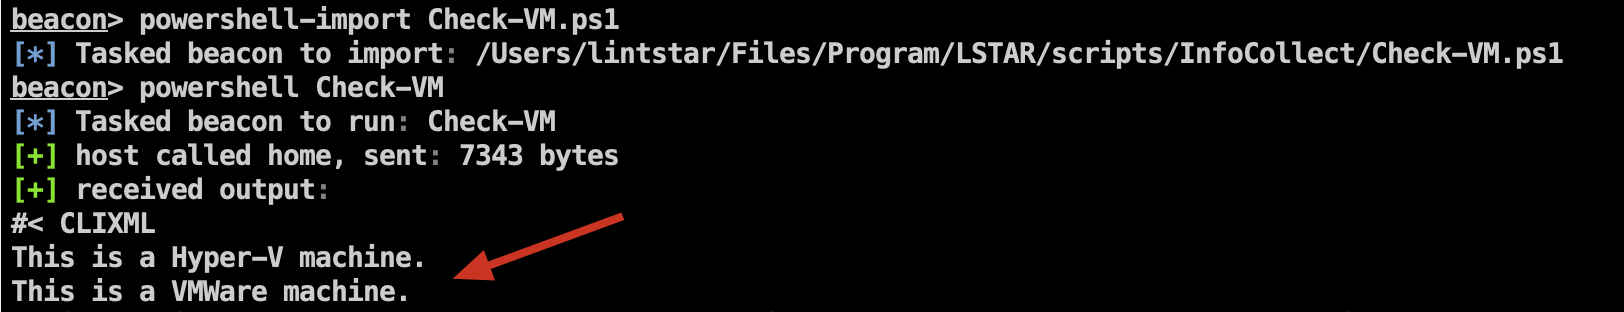 beacon> powershell-import Check-VM.ps1
[*] Tasked beacon to import: /Users/lintstar/Files/Program/LSTAR/scripts/InfoCollect/Check-VM.ps1
beacon> powershell Check-VM
[*] Tasked beacon to run: Check-VM
[+] host called home, sent: 7343 bytes
[+] received output:
#< CLIXML
This is a Hyper-V machine.
This is a VMWare machine.